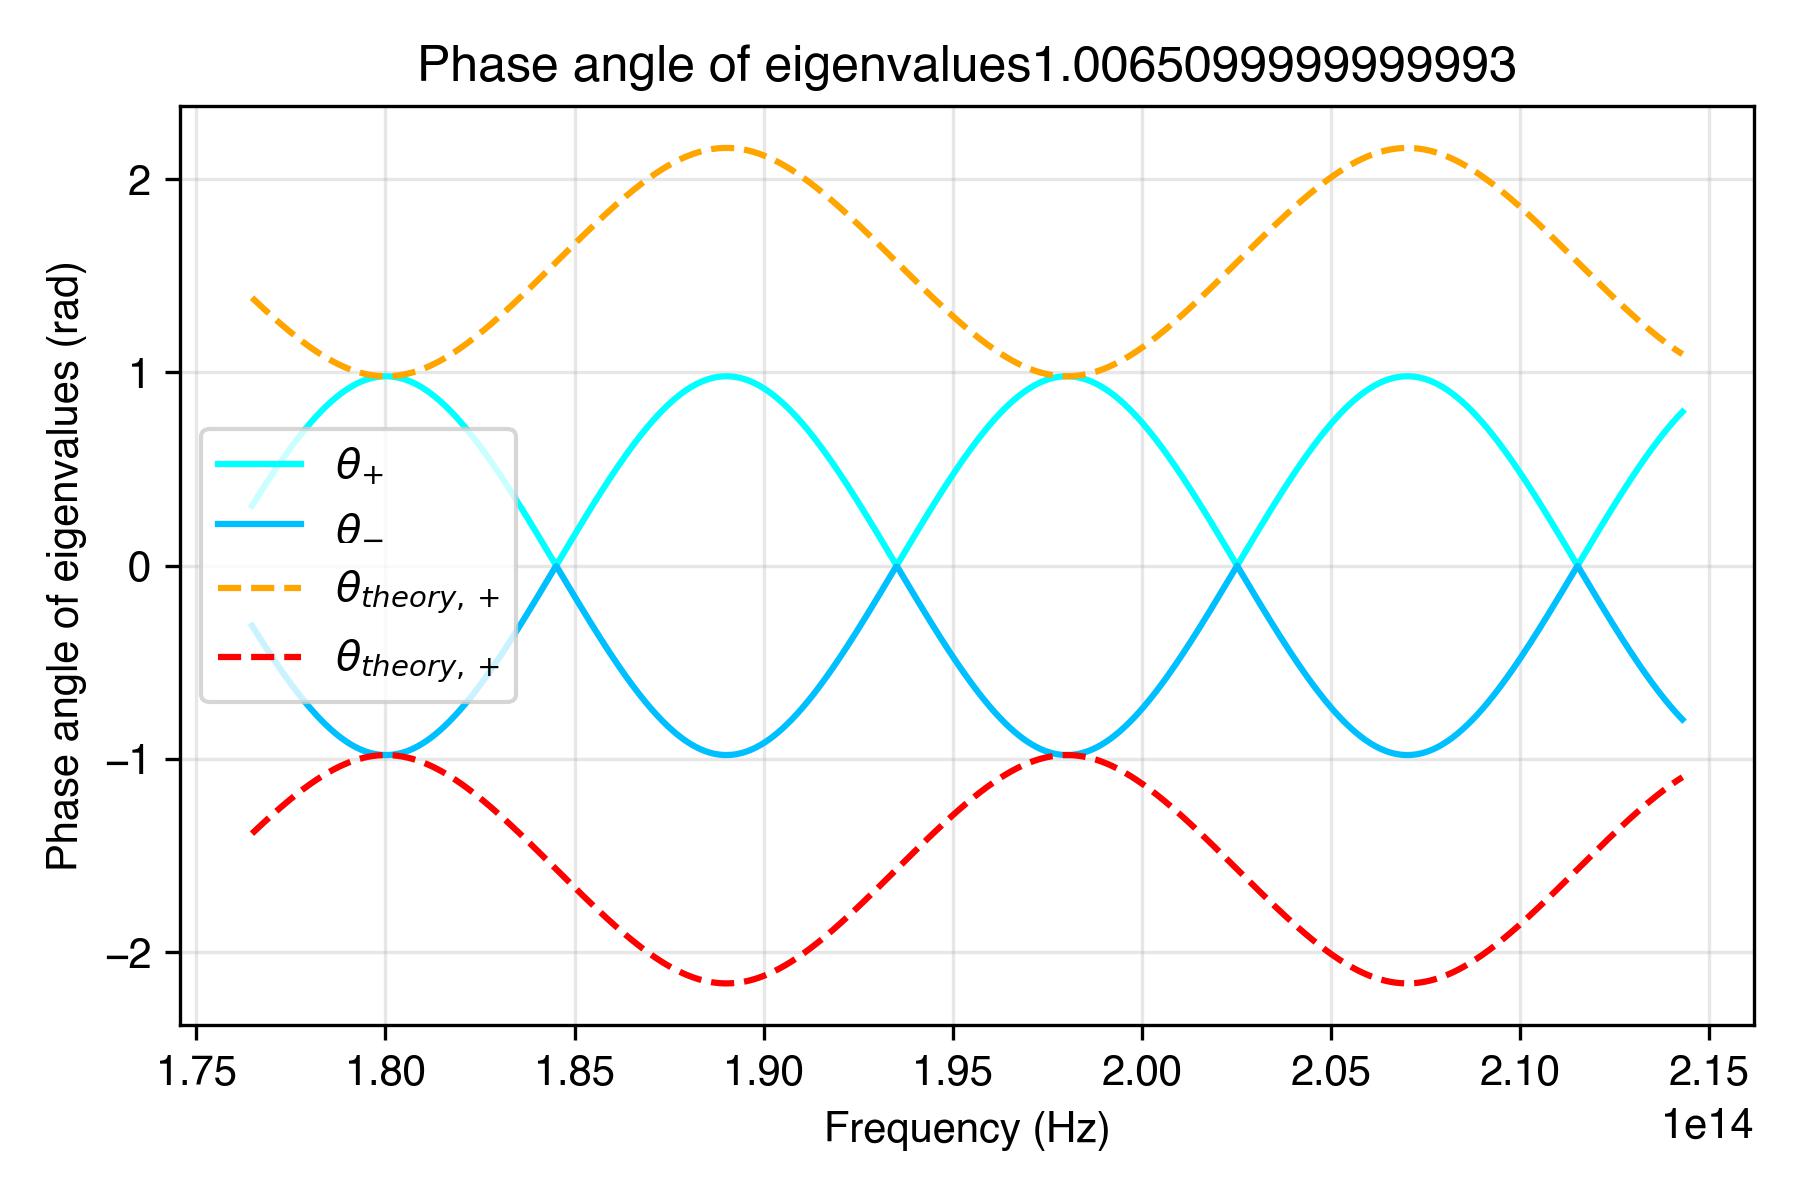 Phase angle of eigenvalues1.0065099999999993
Phase angle of eigenvalues (rad)
2
1
0
−1
−2
θ+
θ−
θtheory, +
θtheory, +
1.75 1.80 1.85 1.90 1.95 2.00 2.05 2.10 2.15
1e14
Frequency (Hz)